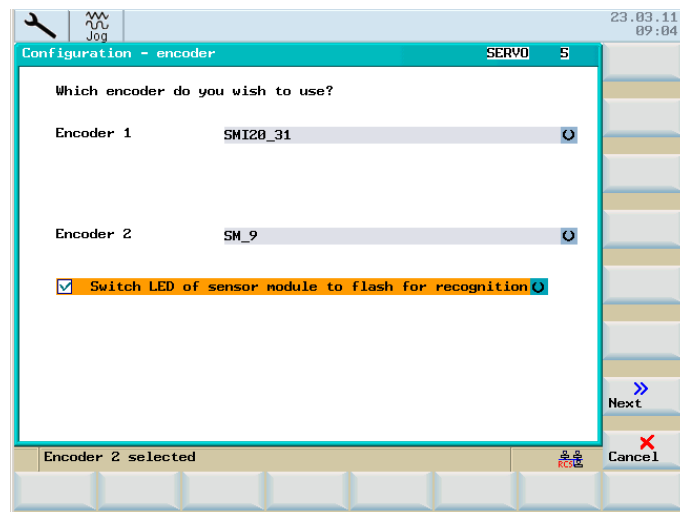 Jog
23.03.11
09:04
Configuration - encoder
SERVO 5
Which encoder do you wish to use?
Encoder 1 SMI20_31
Encoder 2 SM_9
Switch LED of sensor module to flash for recognition
Next
Cancel
Encoder 2 selected
RCS